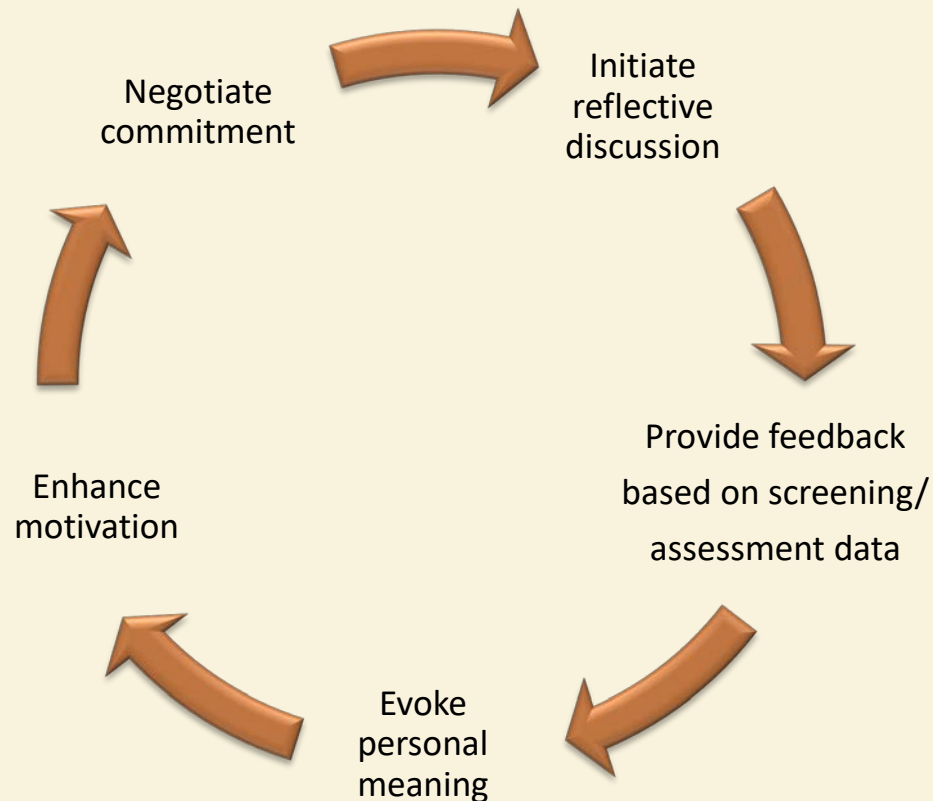 Negotiate
commitment
Initiate
reflective
discussion
Provide feedback
based on screening/
assessment data
Evoke
personal
meaning
Enhance
motivation